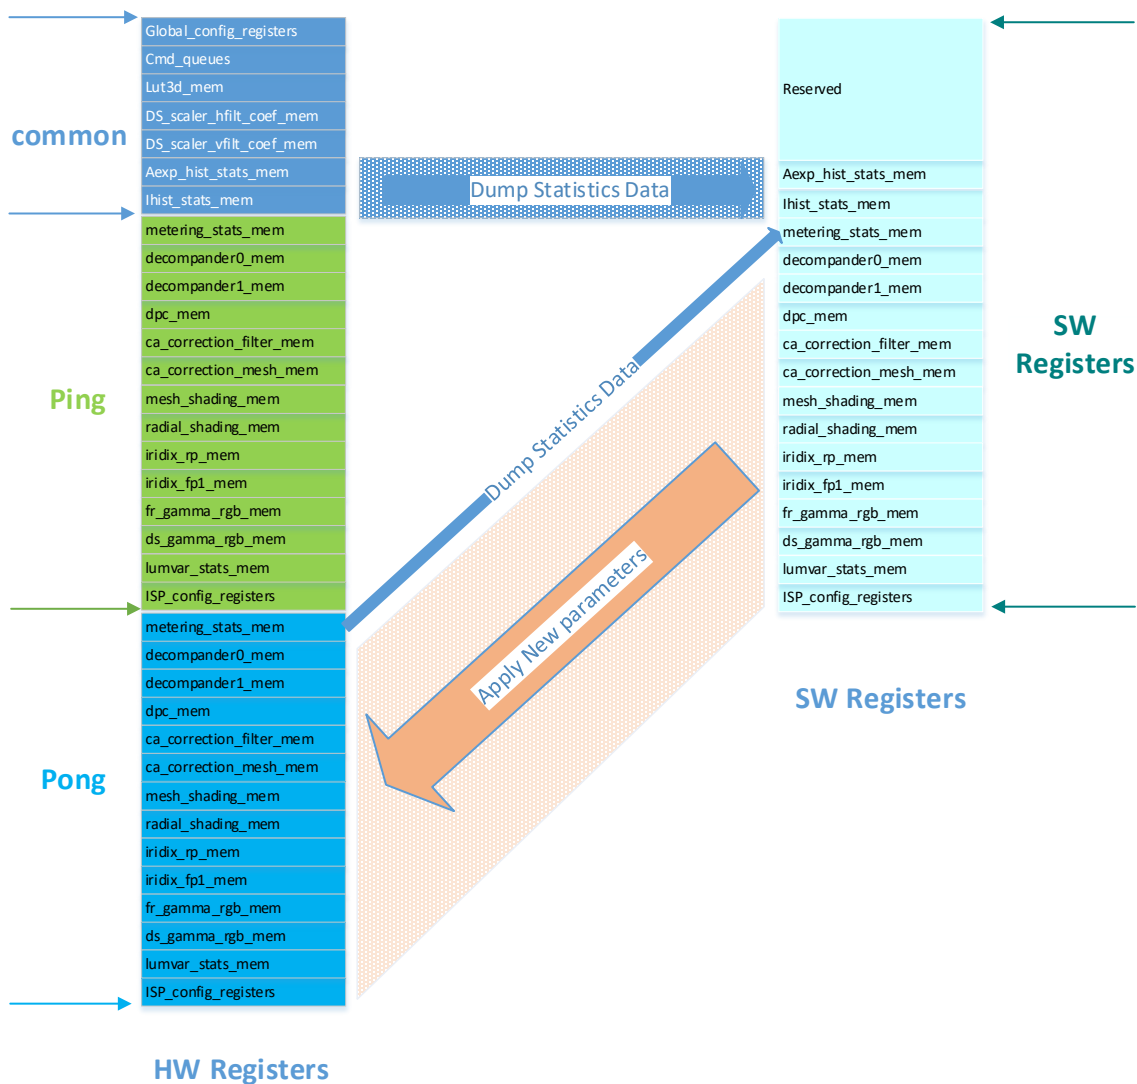 common
Global_config_registers
Cmd_queues
Lut3d_mem
DS_scaler_hfilt_coef_mem
DS_scaler_vfilt_coef_mem
Aexp_hist_stats_mem
Ihist_stats_mem
Ping
metering_stats_mem
decompander0_mem
decompander1_mem
dpc_mem
ca_correction_filter_mem
ca_correction_mesh_mem
mesh_shading_mem
radial_shading_mem
iridix_rp_mem
iridix_fp1_mem
fr_gamma_rgb_mem
ds_gamma_rgb_mem
lumvar_stats_mem
ISP_config_registers
Pong
metering_stats_mem
decompander0_mem
decompander1_mem
dpc_mem
ca_correction_filter_mem
ca_correction_mesh_mem
mesh_shading_mem
radial_shading_mem
iridix_rp_mem
iridix_fp1_mem
fr_gamma_rgb_mem
ds_gamma_rgb_mem
lumvar_stats_mem
ISP_config_registers
HW Registers
Dump Statistics Data
Dump Statistics Data
Apply New parameters
Reserved
Aexp_hist_stats_mem
Ihist_stats_mem
metering_stats_mem
decompander0_mem
decompander1_mem
dpc_mem
ca_correction_filter_mem
ca_correction_mesh_mem
mesh_shading_mem
radial_shading_mem
iridix_rp_mem
iridix_fp1_mem
fr_gamma_rgb_mem
ds_gamma_rgb_mem
lumvar_stats_mem
ISP_config_registers
SW Registers
SW
Registers